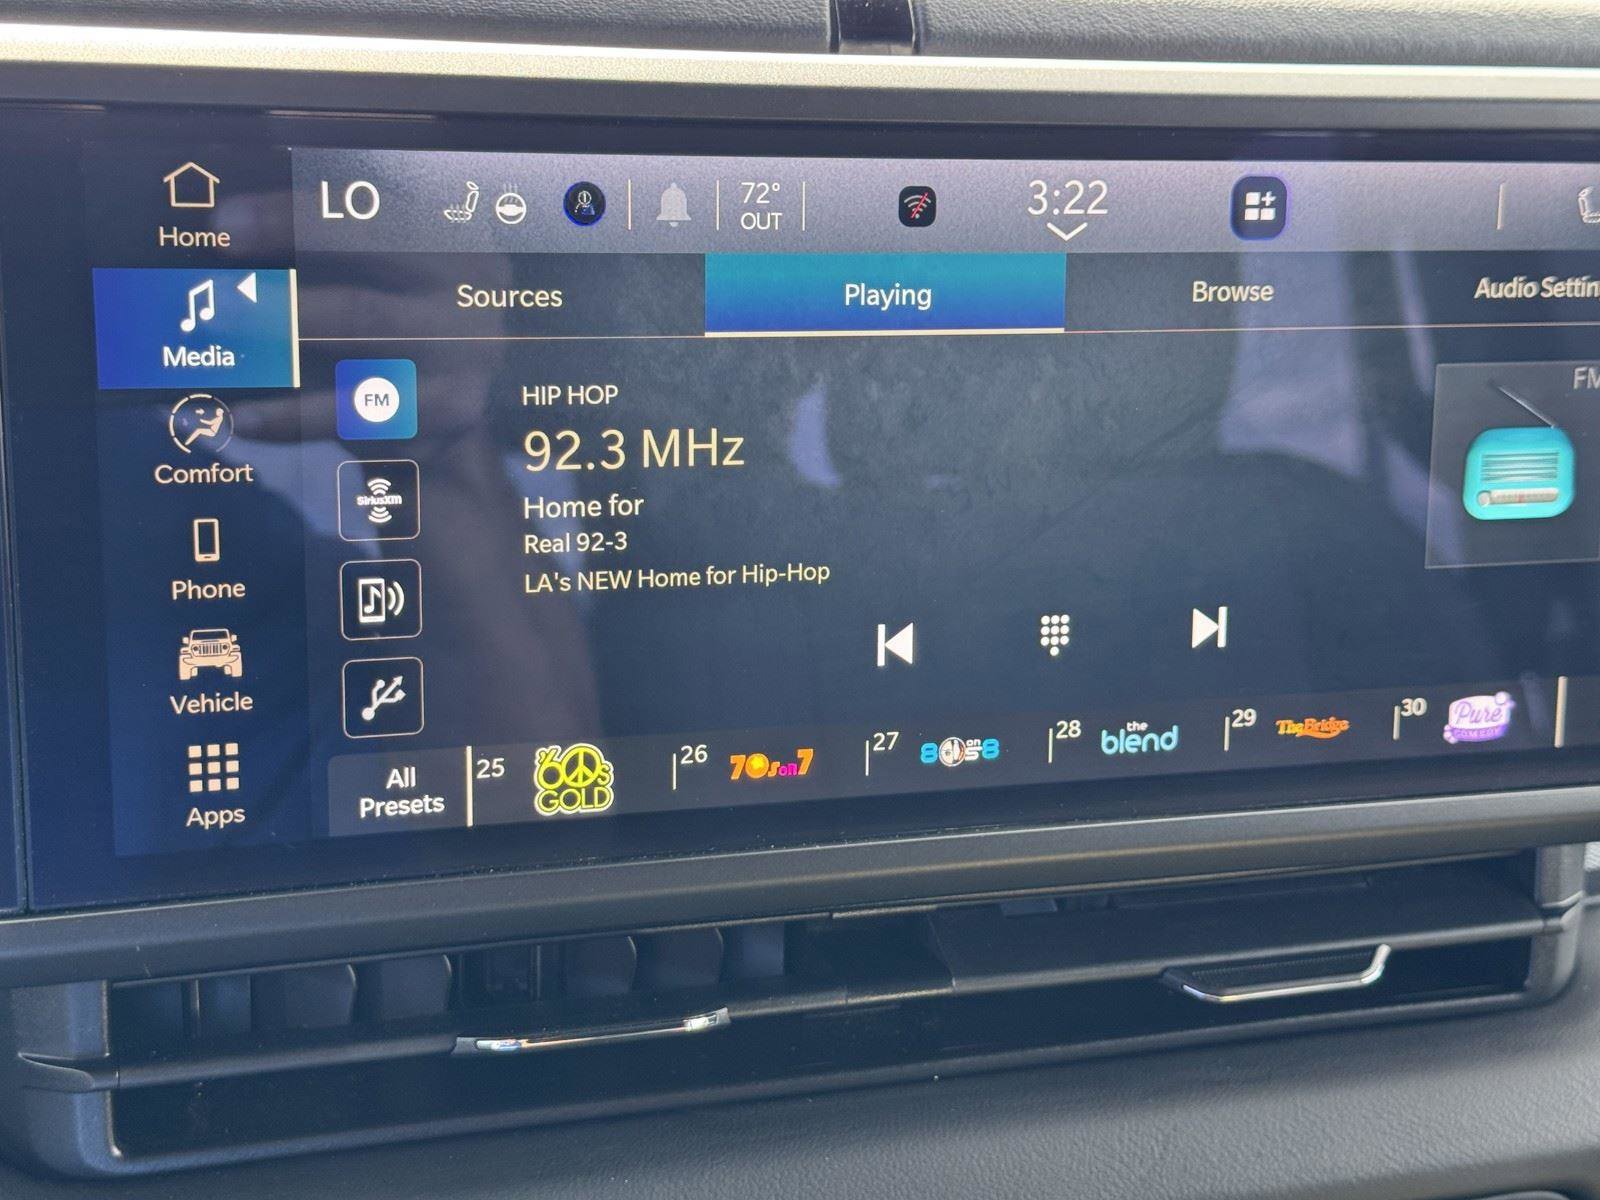 Home
LO
72°
OUT
3:22
Media
Sources
Playing
Browse
Audio Settin
FM
HIP HOP
92.3 MHz
Home for
Real 92-3
LA's NEW Home for Hip-Hop
FM
Comfort
SiriusXM
Phone
Vehicle
Apps
All
Presets
25
'60s
GOLD
26
70s on 7
27
80s on 8
28
the
blend
29
The Bridge
30
Pure
COMEDY